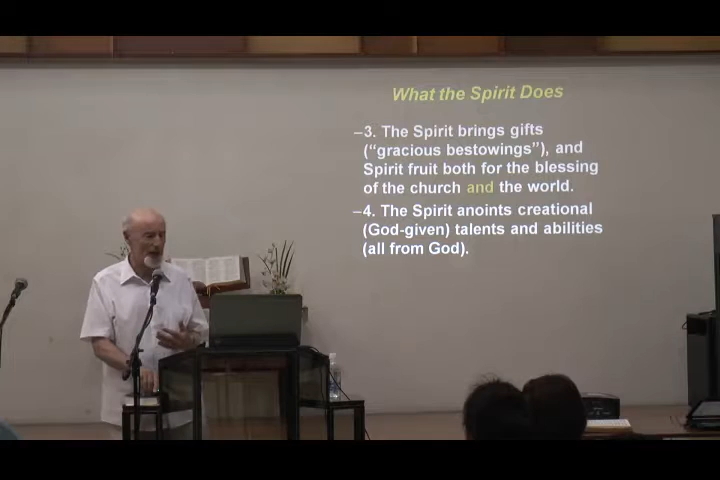 What the Spirit Does
–3. The Spirit brings gifts
(“gracious bestowings”), and
Spirit fruit both for the blessing
of the church and the world.
–4. The Spirit anoints creational
(God-given) talents and abilities
(all from God).